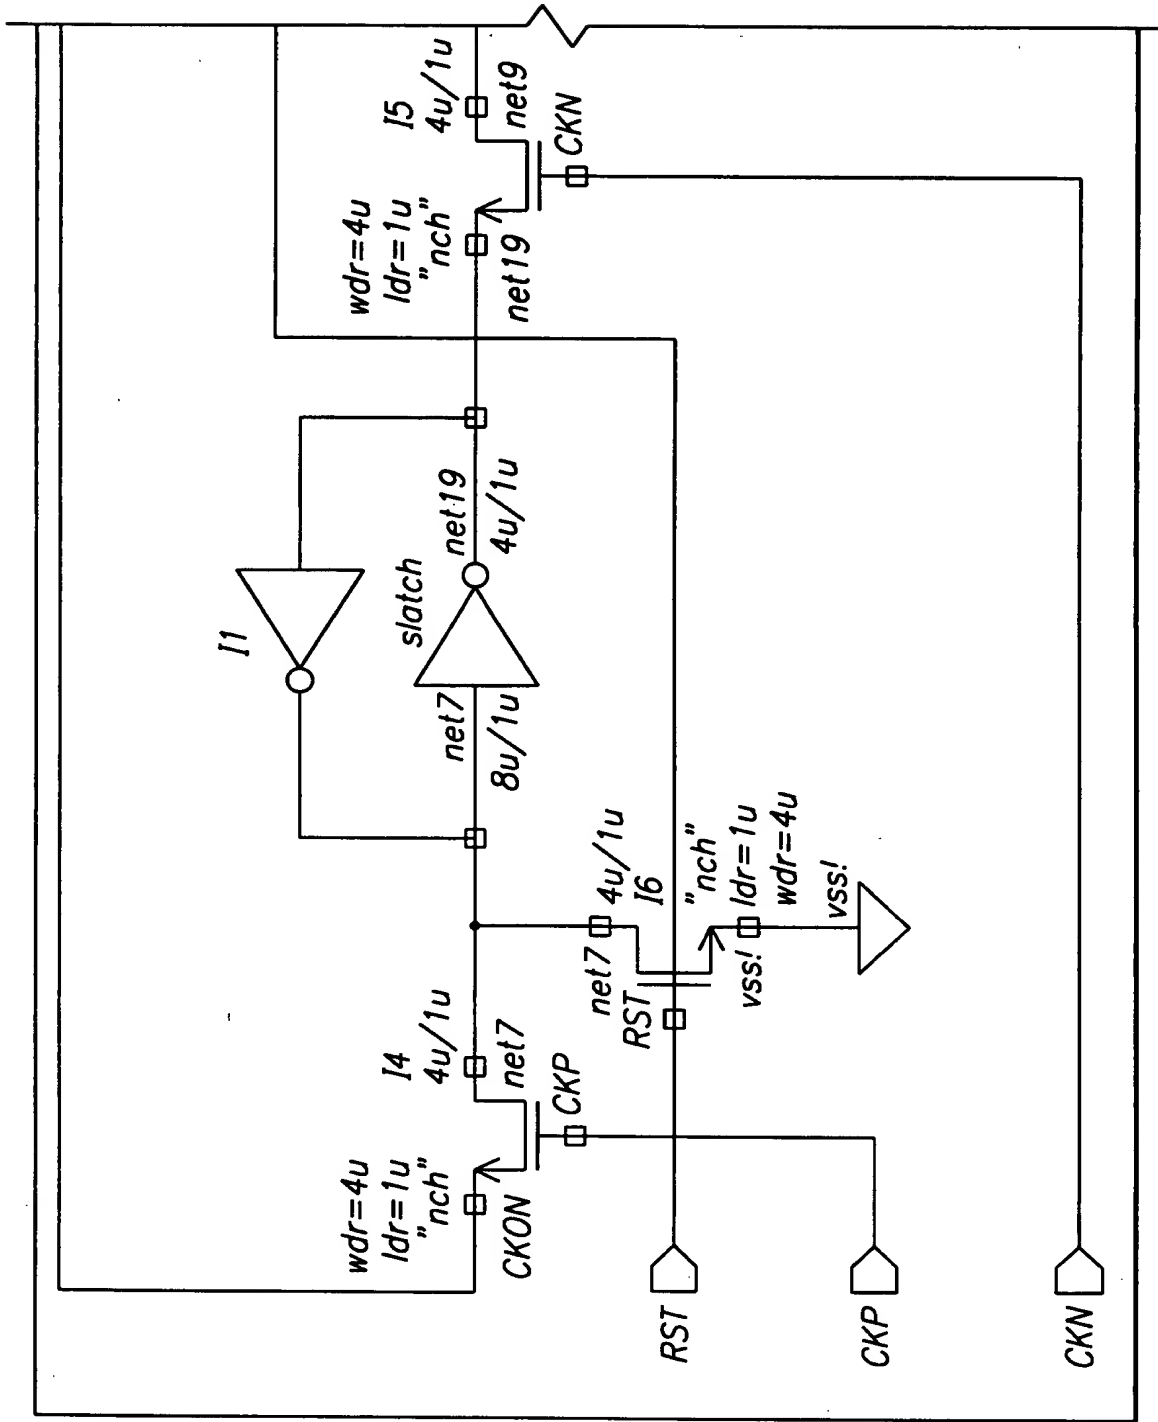 I1
slatch
net7
8u/1u
net19
4u/1u
wdr=4u
ldr=1u
"nch"
I4
4u/1u
CKON
net7
CKP
wdr=4u
ldr=1u
"nch"
I5
4u/1u
net19
net9
CKN
net7
4u/1u
I6
RST
"nch"
ldr=1u
wdr=4u
vss!
vss!
RST
CKP
CKN